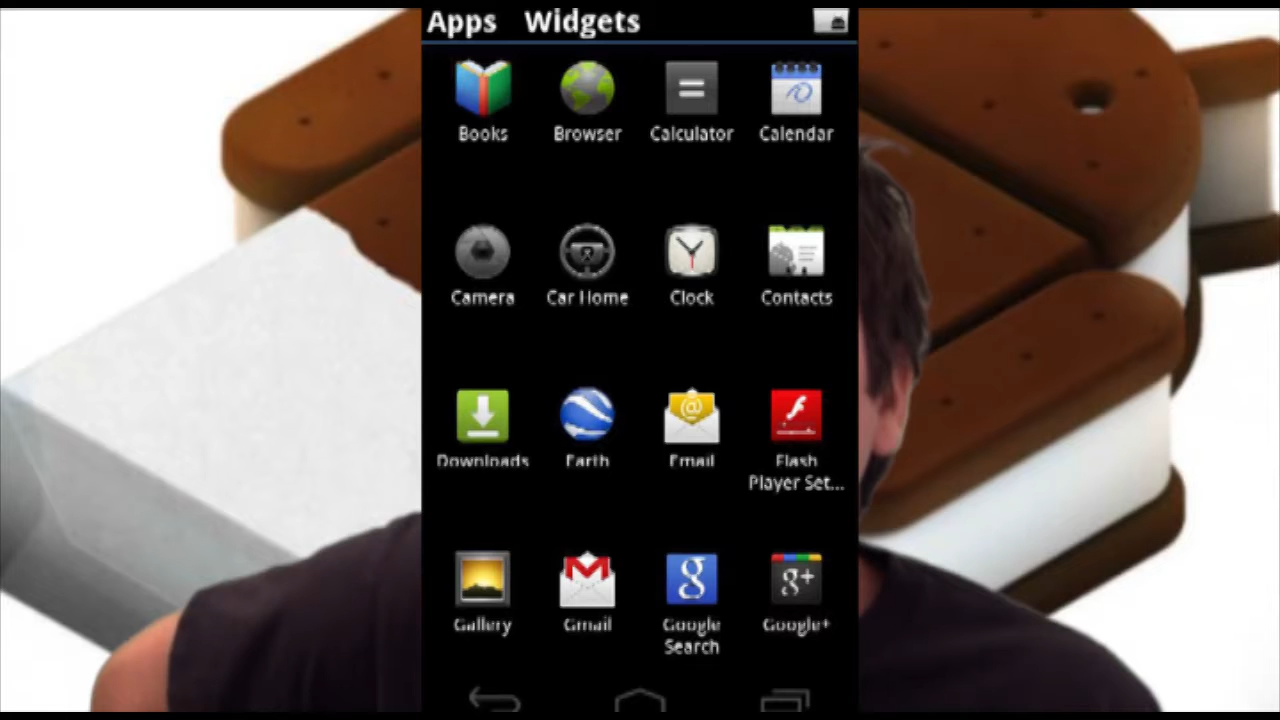 Apps Widgets
Books Browser Calculator Calendar
Camera Car Home Clock Contacts
Downloads Earth Email Flash
Player Set...
Gallery Gmail Google Google+
Search